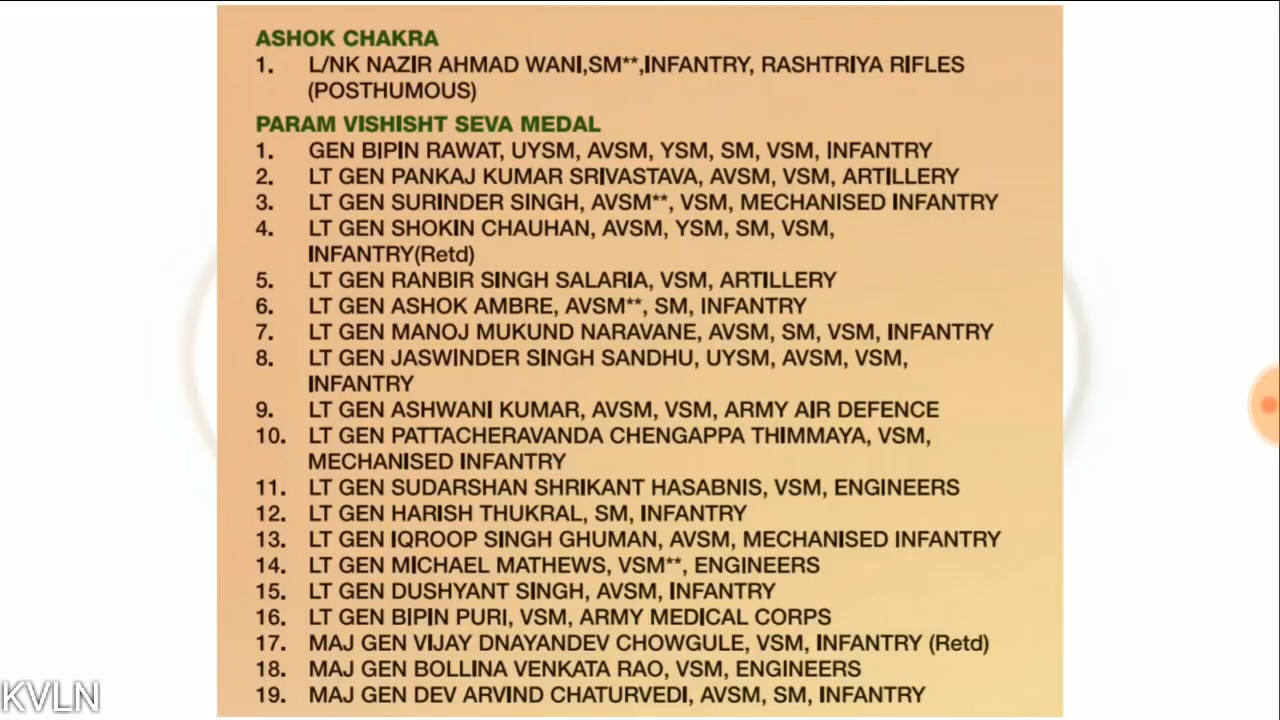 ASHOK CHAKRA
1. L/NK NAZIR AHMAD WANI,SM**,INFANTRY, RASHTRIYA RIFLES
(POSTHUMOUS)
PARAM VISHISHT SEVA MEDAL
1. GEN BIPIN RAWAT, UYSM, AVSM, YSM, SM, VSM, INFANTRY
2. LT GEN PANKAJ KUMAR SRIVASTAVA, AVSM, VSM, ARTILLERY
3. LT GEN SURINDER SINGH, AVSM**, VSM, MECHANISED INFANTRY
4. LT GEN SHOKIN CHAUHAN, AVSM, YSM, SM, VSM,
INFANTRY(Retd)
5. LT GEN RANBIR SINGH SALARIA, VSM, ARTILLERY
6. LT GEN ASHOK AMBRE, AVSM**, SM, INFANTRY
7. LT GEN MANOJ MUKUND NARAVANE, AVSM, SM, VSM, INFANTRY
8. LT GEN JASWINDER SINGH SANDHU, UYSM, AVSM, VSM,
INFANTRY
9. LT GEN ASHWANI KUMAR, AVSM, VSM, ARMY AIR DEFENCE
10. LT GEN PATTACHERAVANDA CHENGAPPA THIMMAYA, VSM,
MECHANISED INFANTRY
11. LT GEN SUDARSHAN SHRIKANT HASABNIS, VSM, ENGINEERS
12. LT GEN HARISH THUKRAL, SM, INFANTRY
13. LT GEN IQROOP SINGH GHUMAN, AVSM, MECHANISED INFANTRY
14. LT GEN MICHAEL MATHEWS, VSM**, ENGINEERS
15. LT GEN DUSHYANT SINGH, AVSM, INFANTRY
16. LT GEN BIPIN PURI, VSM, ARMY MEDICAL CORPS
17. MAJ GEN VIJAY DNAYANDEV CHOWGULE, VSM, INFANTRY (Retd)
18. MAJ GEN BOLLINA VENKATA RAO, VSM, ENGINEERS
19. MAJ GEN DEV ARVIND CHATURVEDI, AVSM, SM, INFANTRY
KVLN